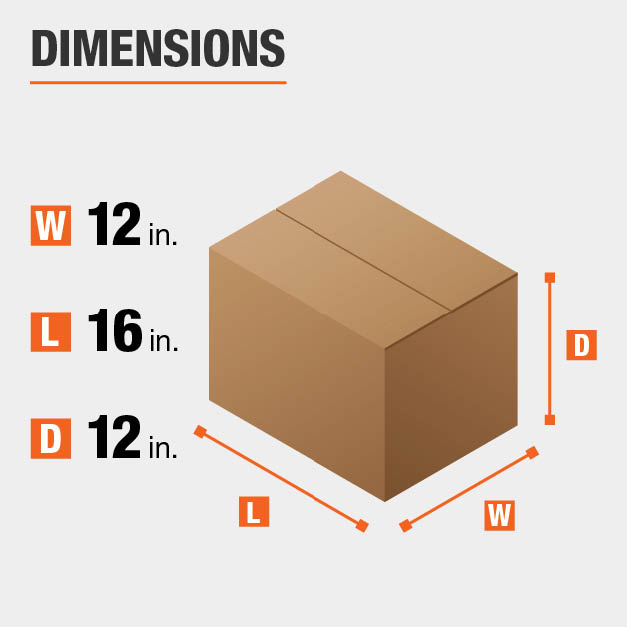 DIMENSIONS
W 12 in.
L 16 in.
D 12 in.
D
L
W